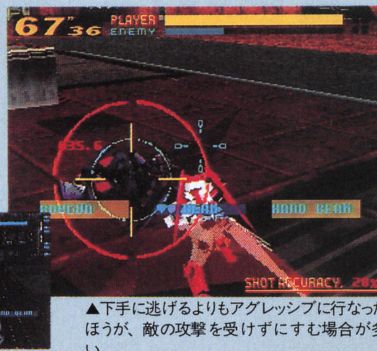 67"36 PLAYER
ENEMY
HAND BEAM
SHOT ACCURACY.
▲下手に逃げるよりもアグレッシブに行なった
ほうが、敵の攻撃を受けずにすむ場合が多
い